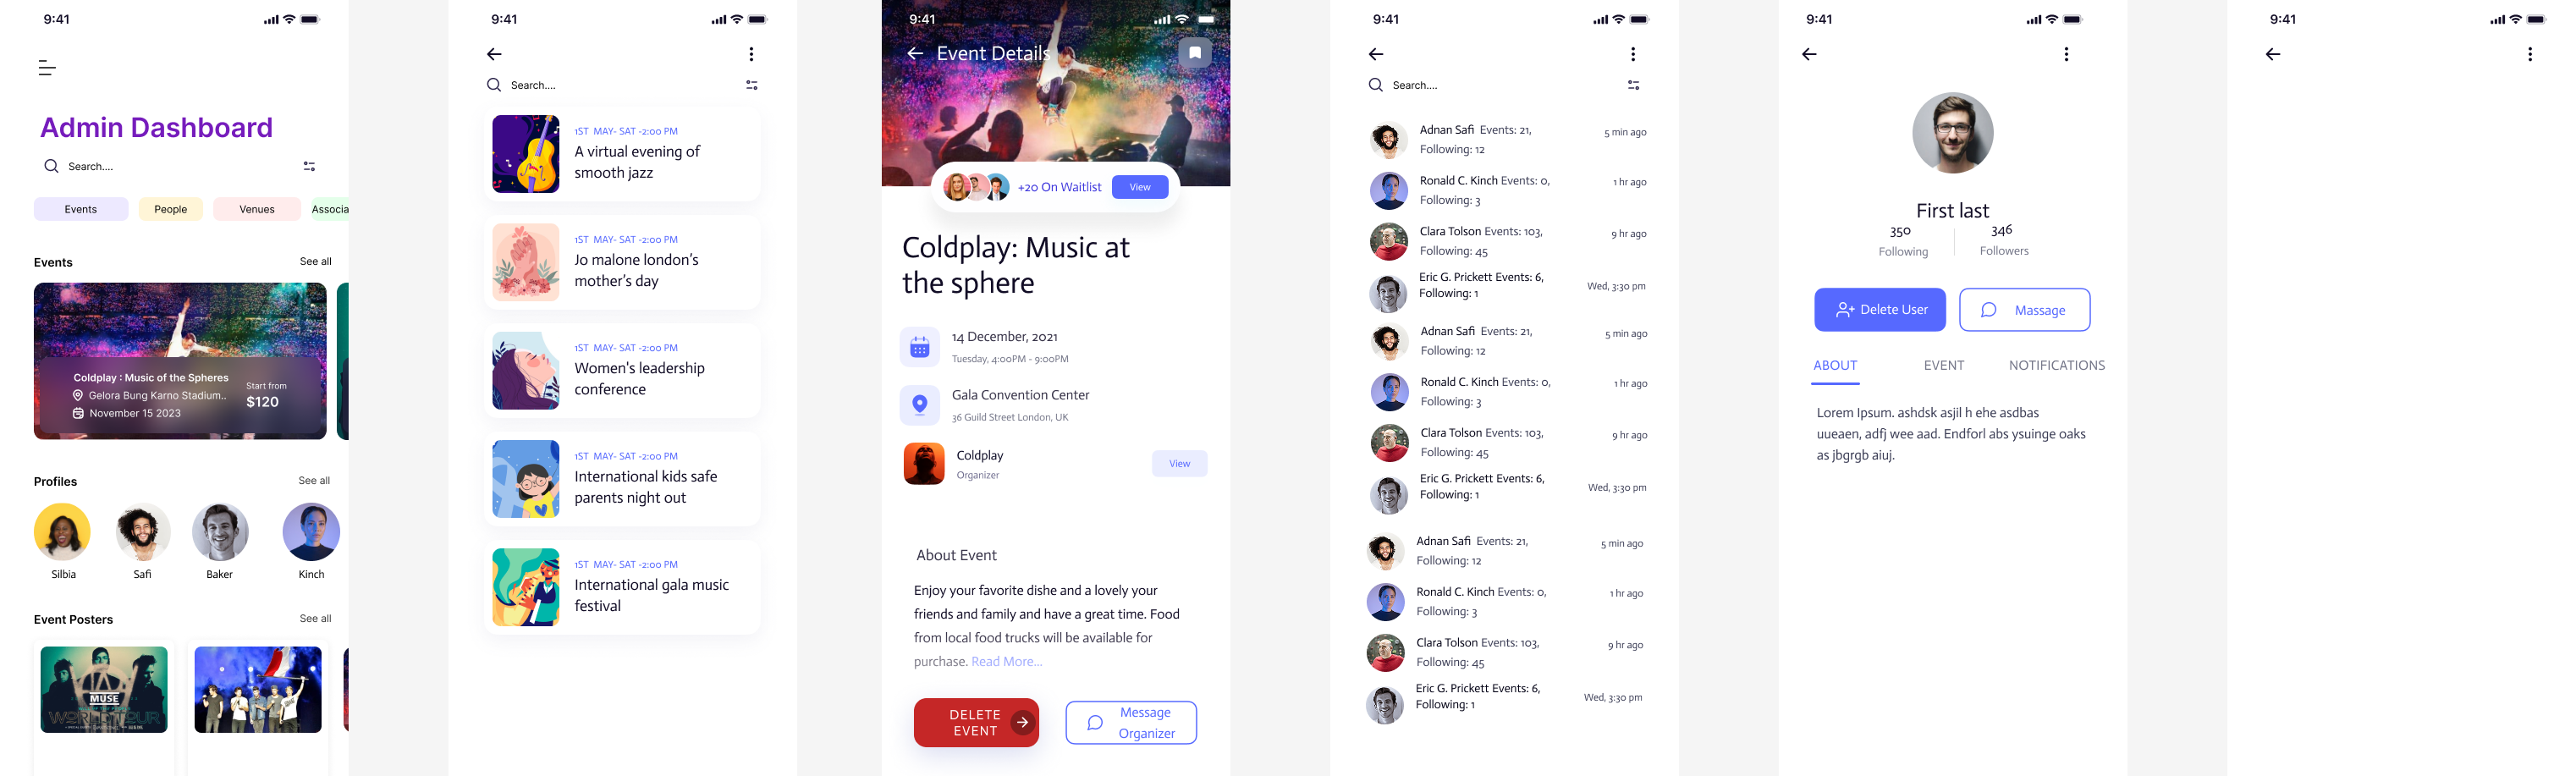 9:41
Admin Dashboard
Search....
Events
People
Venues
Associa
Events
See all
Coldplay : Music of the Spheres
Gelora Bung Karno Stadium..
November 15 2023
Start from
$120
Profiles
See all
Silbia
Safi
Baker
Kinch
Event Posters
See all
MUSE
WORLD TOUR
9:41
Search....
1ST MAY- SAT -2:00 PM
A virtual evening of
smooth jazz
1ST MAY- SAT -2:00 PM
Jo malone london's
mother's day
1ST MAY- SAT -2:00 PM
Women's leadership
conference
1ST MAY- SAT -2:00 PM
International kids safe
parents night out
1ST MAY- SAT -2:00 PM
International gala music
festival
9:41
Event Details
+20 On Waitlist
View
Coldplay: Music at
the sphere
14 December, 2021
Tuesday, 4:00PM - 9:00PM
Gala Convention Center
36 Guild Street London, UK
Coldplay
Organizer
View
About Event
Enjoy your favorite dishe and a lovely your
friends and family and have a great time. Food
from local food trucks will be available for
purchase. Read More...
DELETE
EVENT
Message
Organizer
9:41
Search....
Adnan Safi Events: 21,
Following: 12
5 min ago
Ronald C. Kinch Events: 0,
Following: 3
1 hr ago
Clara Tolson Events: 103,
Following: 45
9 hr ago
Eric G. Prickett Events: 6,
Following: 1
Wed, 3:30 pm
Adnan Safi Events: 21,
Following: 12
5 min ago
Ronald C. Kinch Events: 0,
Following: 3
1 hr ago
Clara Tolson Events: 103,
Following: 45
9 hr ago
Eric G. Prickett Events: 6,
Following: 1
Wed, 3:30 pm
Adnan Safi Events: 21,
Following: 12
5 min ago
Ronald C. Kinch Events: 0,
Following: 3
1 hr ago
Clara Tolson Events: 103,
Following: 45
9 hr ago
Eric G. Prickett Events: 6,
Following: 1
Wed, 3:30 pm
9:41
First last
350
Following
346
Followers
Delete User
Massage
ABOUT
EVENT
NOTIFICATIONS
Lorem Ipsum. ashdsk asjil h ehe asdbas
uueaen, adfj wee aad. Endforl abs ysuinge oaks
as jbgrgb aiuj.
9:41